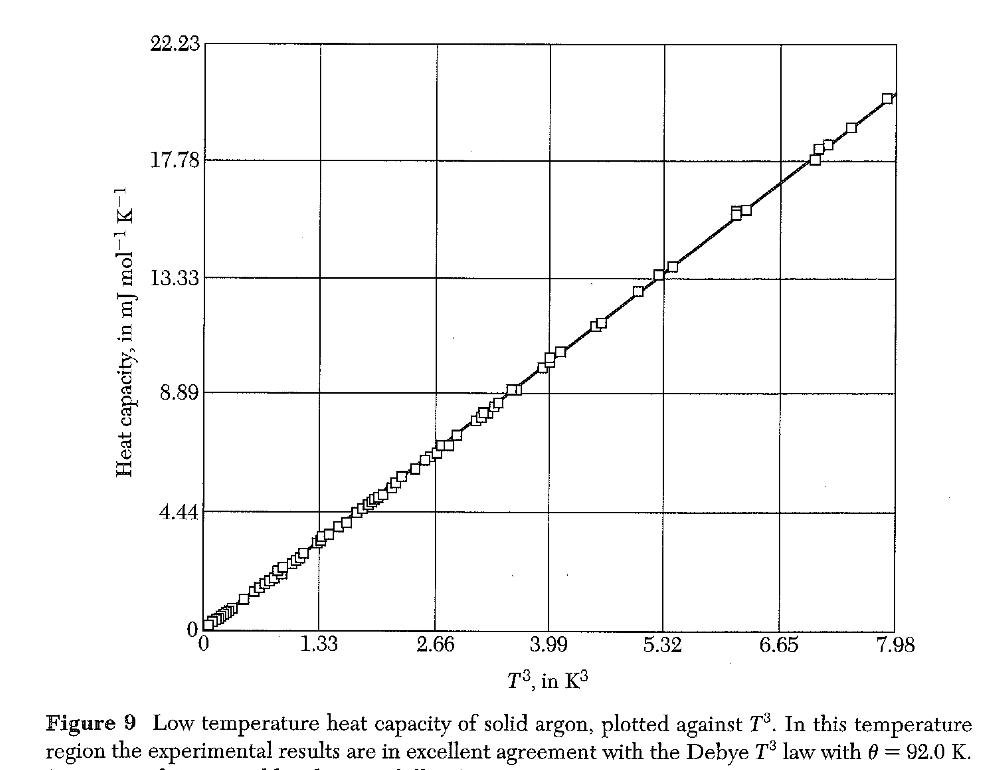 22.23
17.78
13.33
8.89
4.44
0
Heat capacity, in mJ mol⁻¹ K⁻¹
0 1.33 2.66 3.99 5.32 6.65 7.98
T³, in K³
Figure 9 Low temperature heat capacity of solid argon, plotted against T³. In this temperature
region the experimental results are in excellent agreement with the Debye T³ law with θ = 92.0 K.